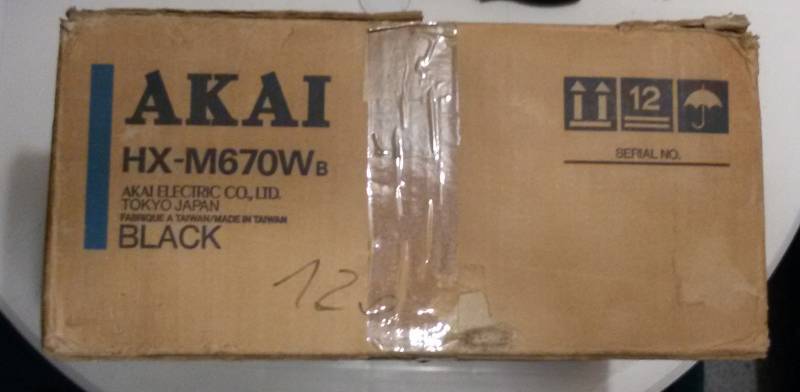 AKAI
HX-M670WB
AKAI ELECTRIC CO., LTD.
TOKYO JAPAN
FABRIQUE A TAIWAN/MADE IN TAIWAN
BLACK
12
SERIAL NO.